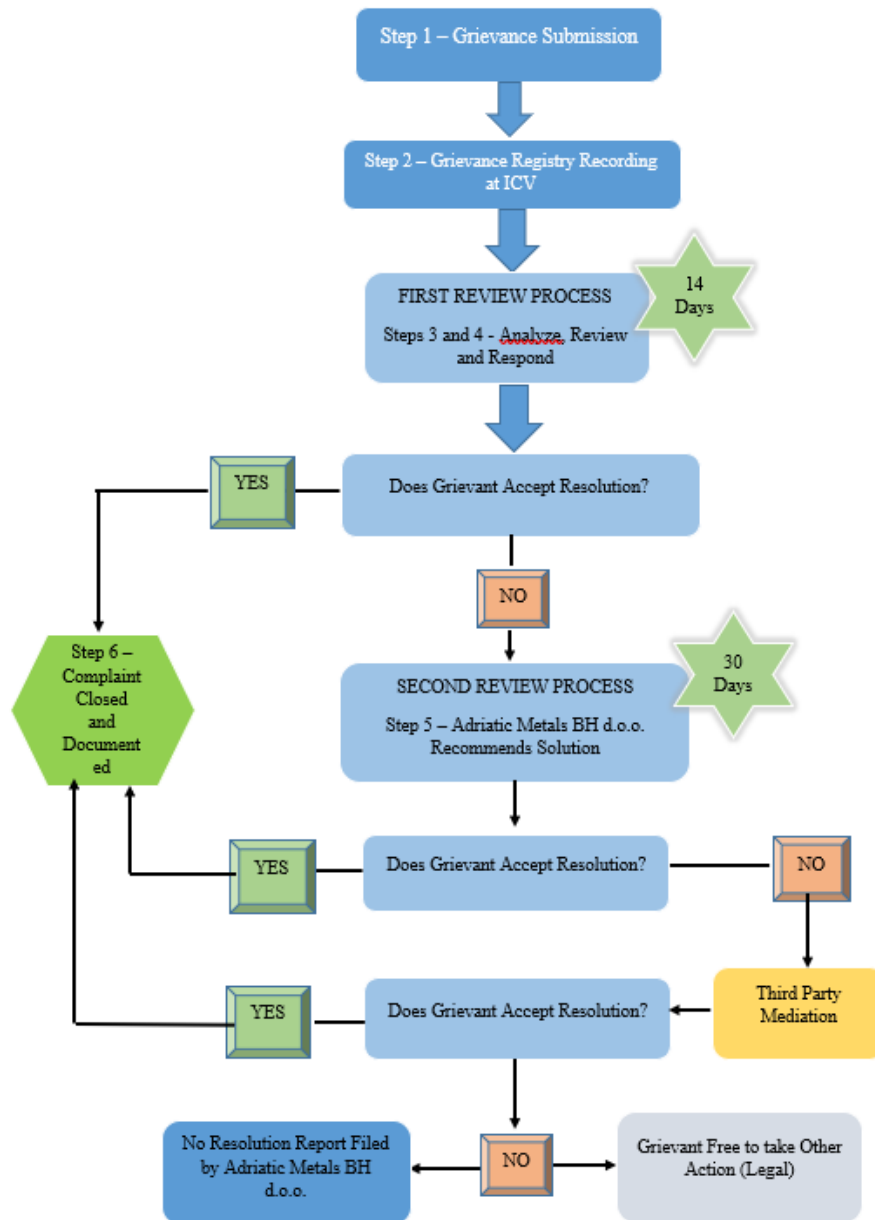 Step 1 – Grievance Submission
Step 2 – Grievance Registry Recording
at ICV
14
Days
FIRST REVIEW PROCESS
Steps 3 and 4 - Analyze, Review
and Respond
YES
Does Grievant Accept Resolution?
NO
Step 6 –
Complaint
Closed
and
Document
ed
30
Days
SECOND REVIEW PROCESS
Step 5 – Adriatic Metals BH d.o.o.
Recommends Solution
YES
Does Grievant Accept Resolution?
NO
Third Party
Mediation
YES
Does Grievant Accept Resolution?
No Resolution Report Filed
by Adriatic Metals BH
d.o.o.
NO
Grievant Free to take Other
Action (Legal)